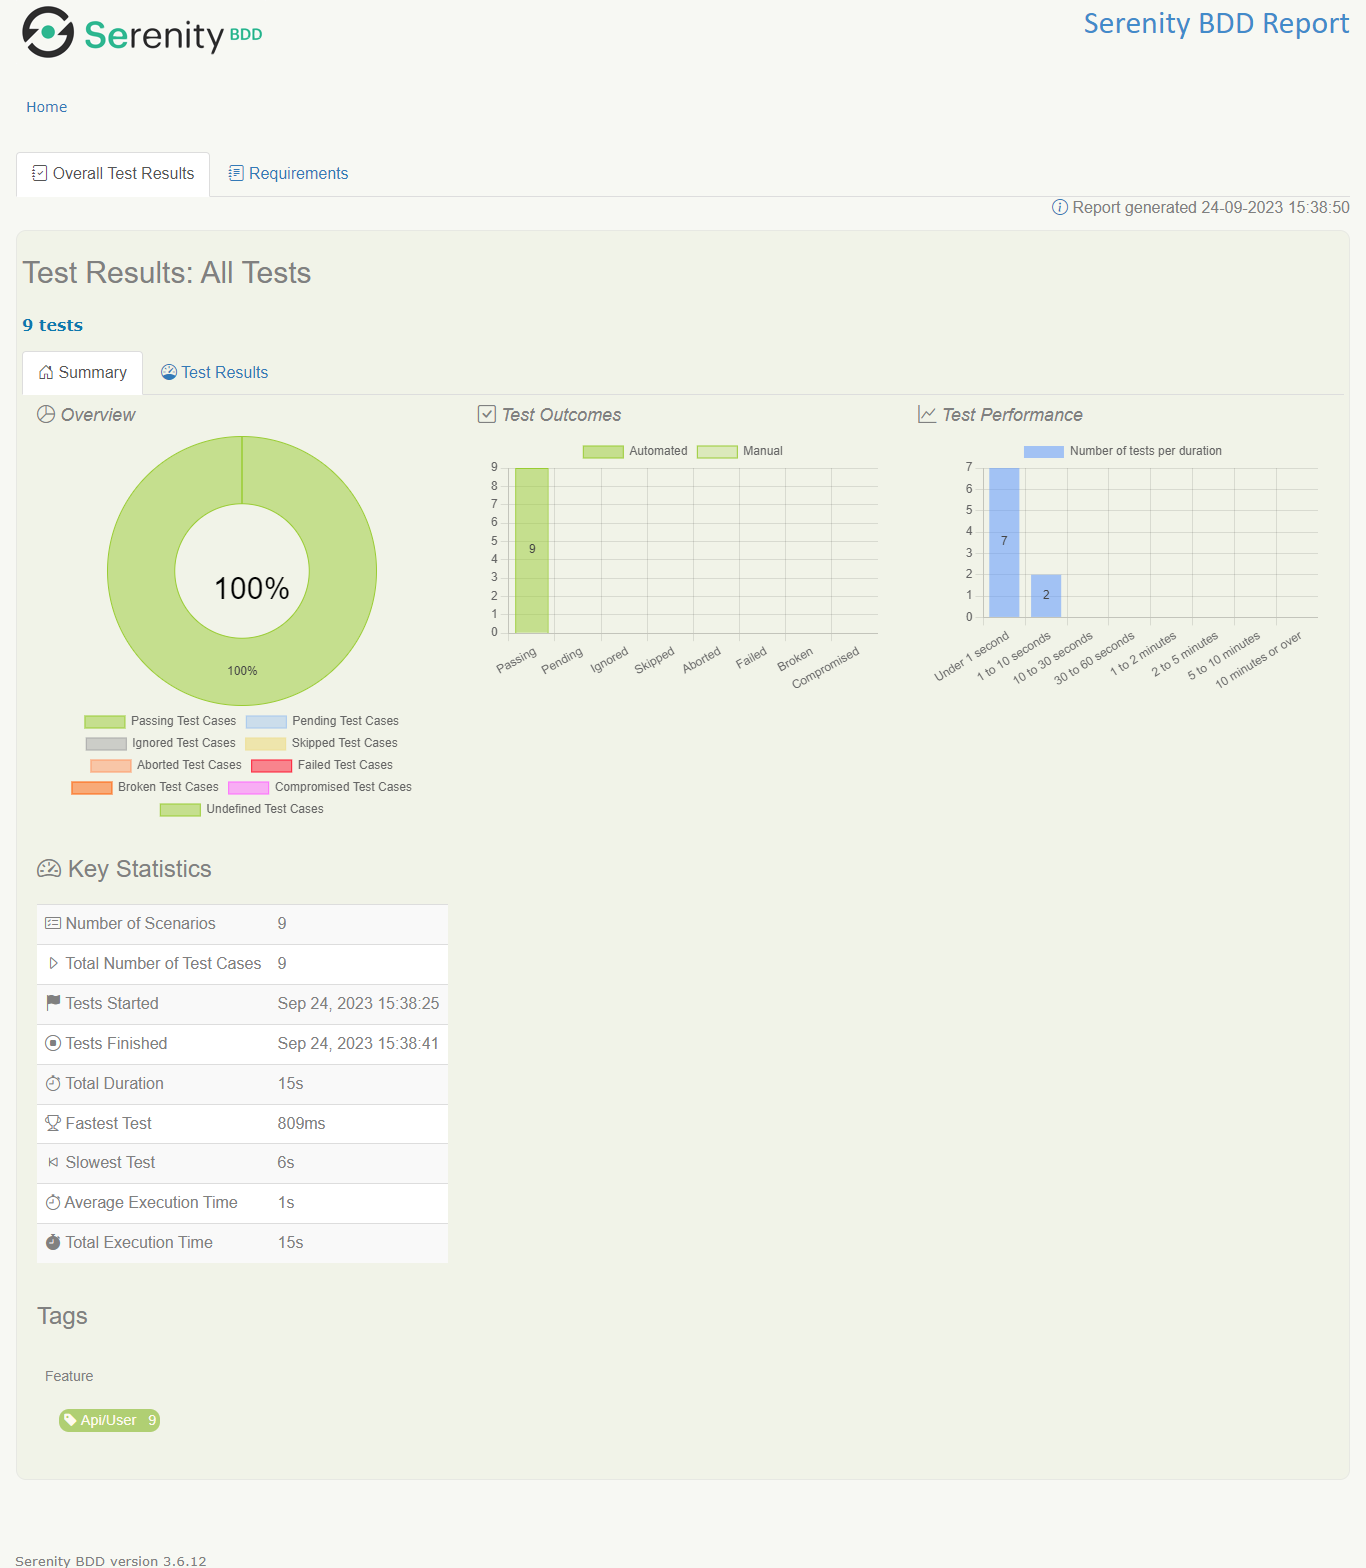 Serenity BDD
Serenity BDD Report
Home
Overall Test Results
Requirements
Report generated 24-09-2023 15:38:50
Test Results: All Tests
9 tests
Summary
Test Results
Overview
100%
100%
Passing Test Cases
Pending Test Cases
Ignored Test Cases
Skipped Test Cases
Aborted Test Cases
Failed Test Cases
Broken Test Cases
Compromised Test Cases
Undefined Test Cases
Test Outcomes
Automated
Manual
9
8
7
6
5
4
3
2
1
0
9
Passing
Pending
Ignored
Skipped
Aborted
Failed
Broken
Compromised
Test Performance
Number of tests per duration
7
6
5
4
3
2
1
0
7
2
Under 1 second
1 to 10 seconds
10 to 30 seconds
30 to 60 seconds
1 to 2 minutes
2 to 5 minutes
5 to 10 minutes
10 minutes or over
Key Statistics
Number of Scenarios 9
Total Number of Test Cases 9
Tests Started Sep 24, 2023 15:38:25
Tests Finished Sep 24, 2023 15:38:41
Total Duration 15s
Fastest Test 809ms
Slowest Test 6s
Average Execution Time 1s
Total Execution Time 15s
Tags
Feature
Api/User 9
Serenity BDD version 3.6.12